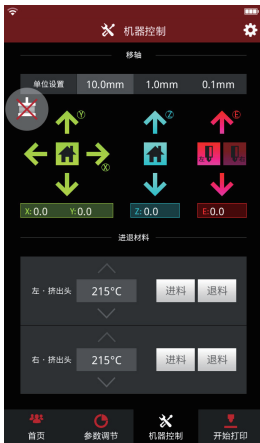 机器控制
移轴
单位设置 10.0mm 1.0mm 0.1mm
Y Z E
X
左 右
X: 0.0 Y: 0.0 Z: 0.0 E: 0.0
进退材料
左·挤出头 215°C 进料 退料
右·挤出头 215°C 进料 退料
首页 参数调节 机器控制 开始打印